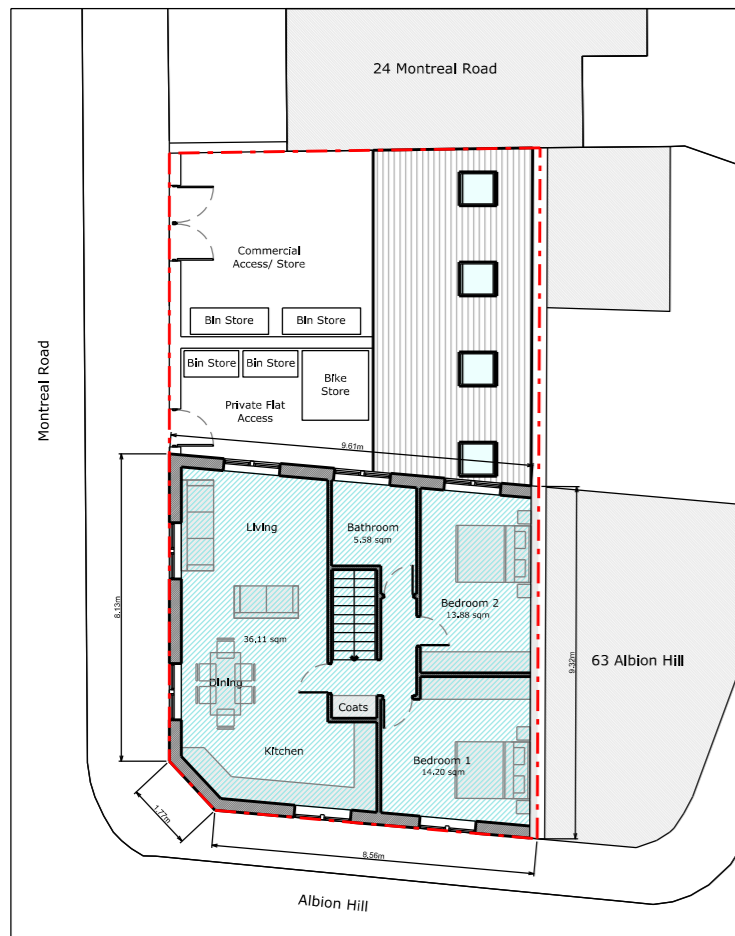 24 Montreal Road
Commercial
Access/ Store
Bin Store
Bin Store
Bin Store
Bin Store
Bike
Store
Private Flat
Access
Montreal Road
9.61m
Living
Bathroom
5.58 sqm
Bedroom 2
13.88 sqm
8.13m
36.11 sqm
9.32m
63 Albion Hill
Dining
Coats
Kitchen
Bedroom 1
14.20 sqm
1.77m
8.56m
Albion Hill